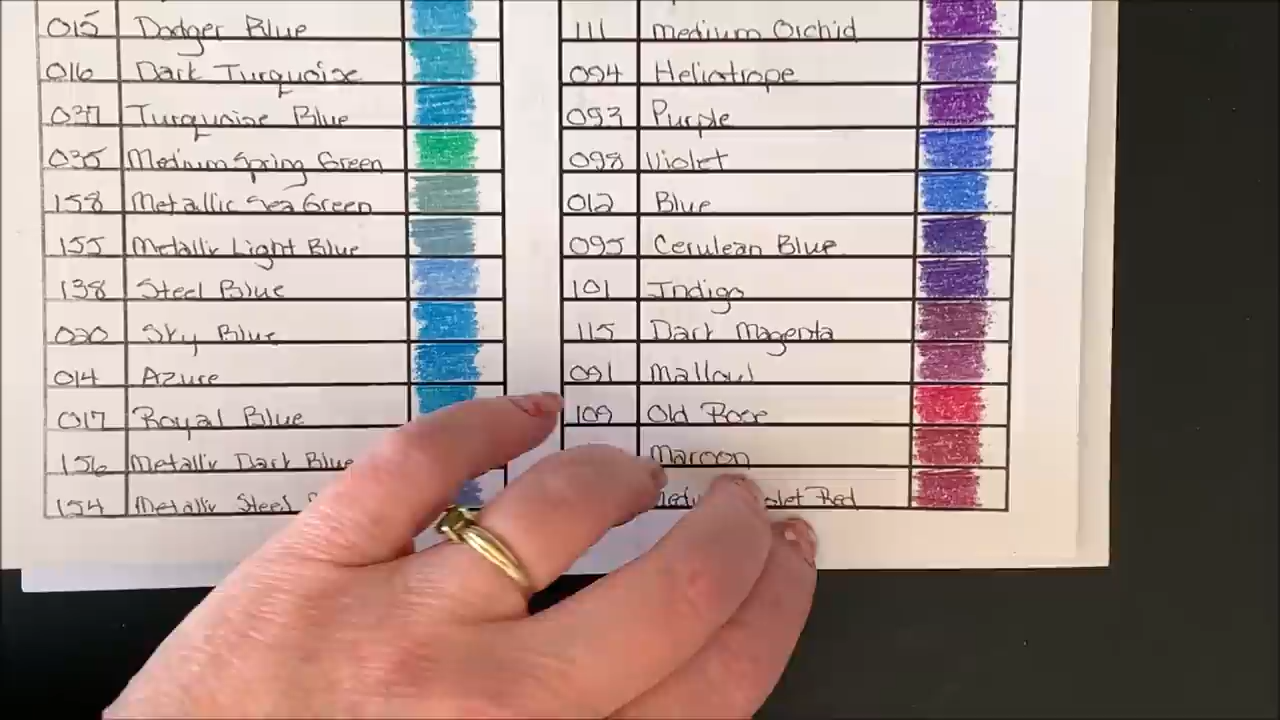 015 Dodger Blue
016 Dark Turquoise
037 Turquoise Blue
035 Medium Spring Green
158 Metallic Sea Green
155 Metallic Light Blue
138 Steel Blue
020 Sky Blue
014 Azure
017 Royal Blue
156 Metallic Dark Blue
154 Metallic Steel
111 Medium Orchid
094 Heliotrope
093 Purple
098 Violet
012 Blue
095 Cerulean Blue
101 Indigo
115 Dark Magenta
091 Mallow
109 Old Rose
Maroon
Red